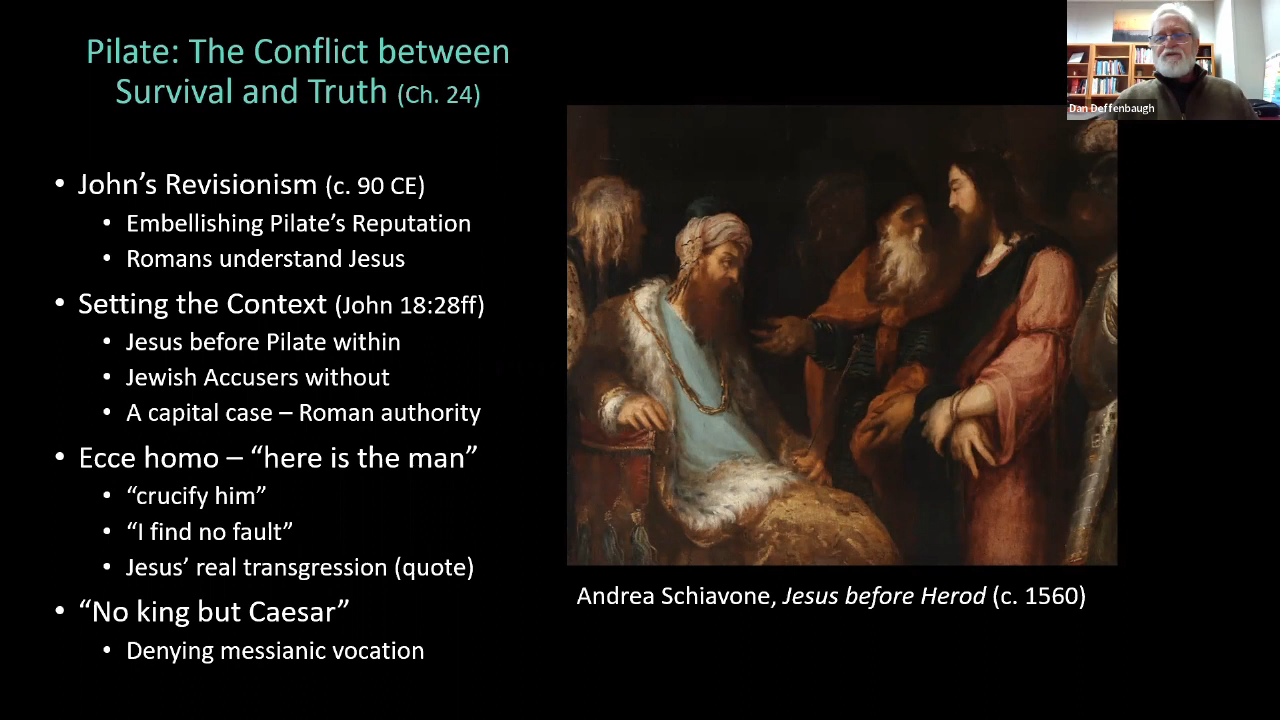 Pilate: The Conflict between
Survival and Truth (Ch. 24)
• John’s Revisionism (c. 90 CE)
• Embellishing Pilate’s Reputation
• Romans understand Jesus
• Setting the Context (John 18:28ff)
• Jesus before Pilate within
• Jewish Accusers without
• A capital case – Roman authority
• Ecce homo – “here is the man”
• “crucify him”
• “I find no fault”
• Jesus’ real transgression (quote)
• “No king but Caesar”
• Denying messianic vocation
Andrea Schiavone, Jesus before Herod (c. 1560)
Dan Deffenbaugh